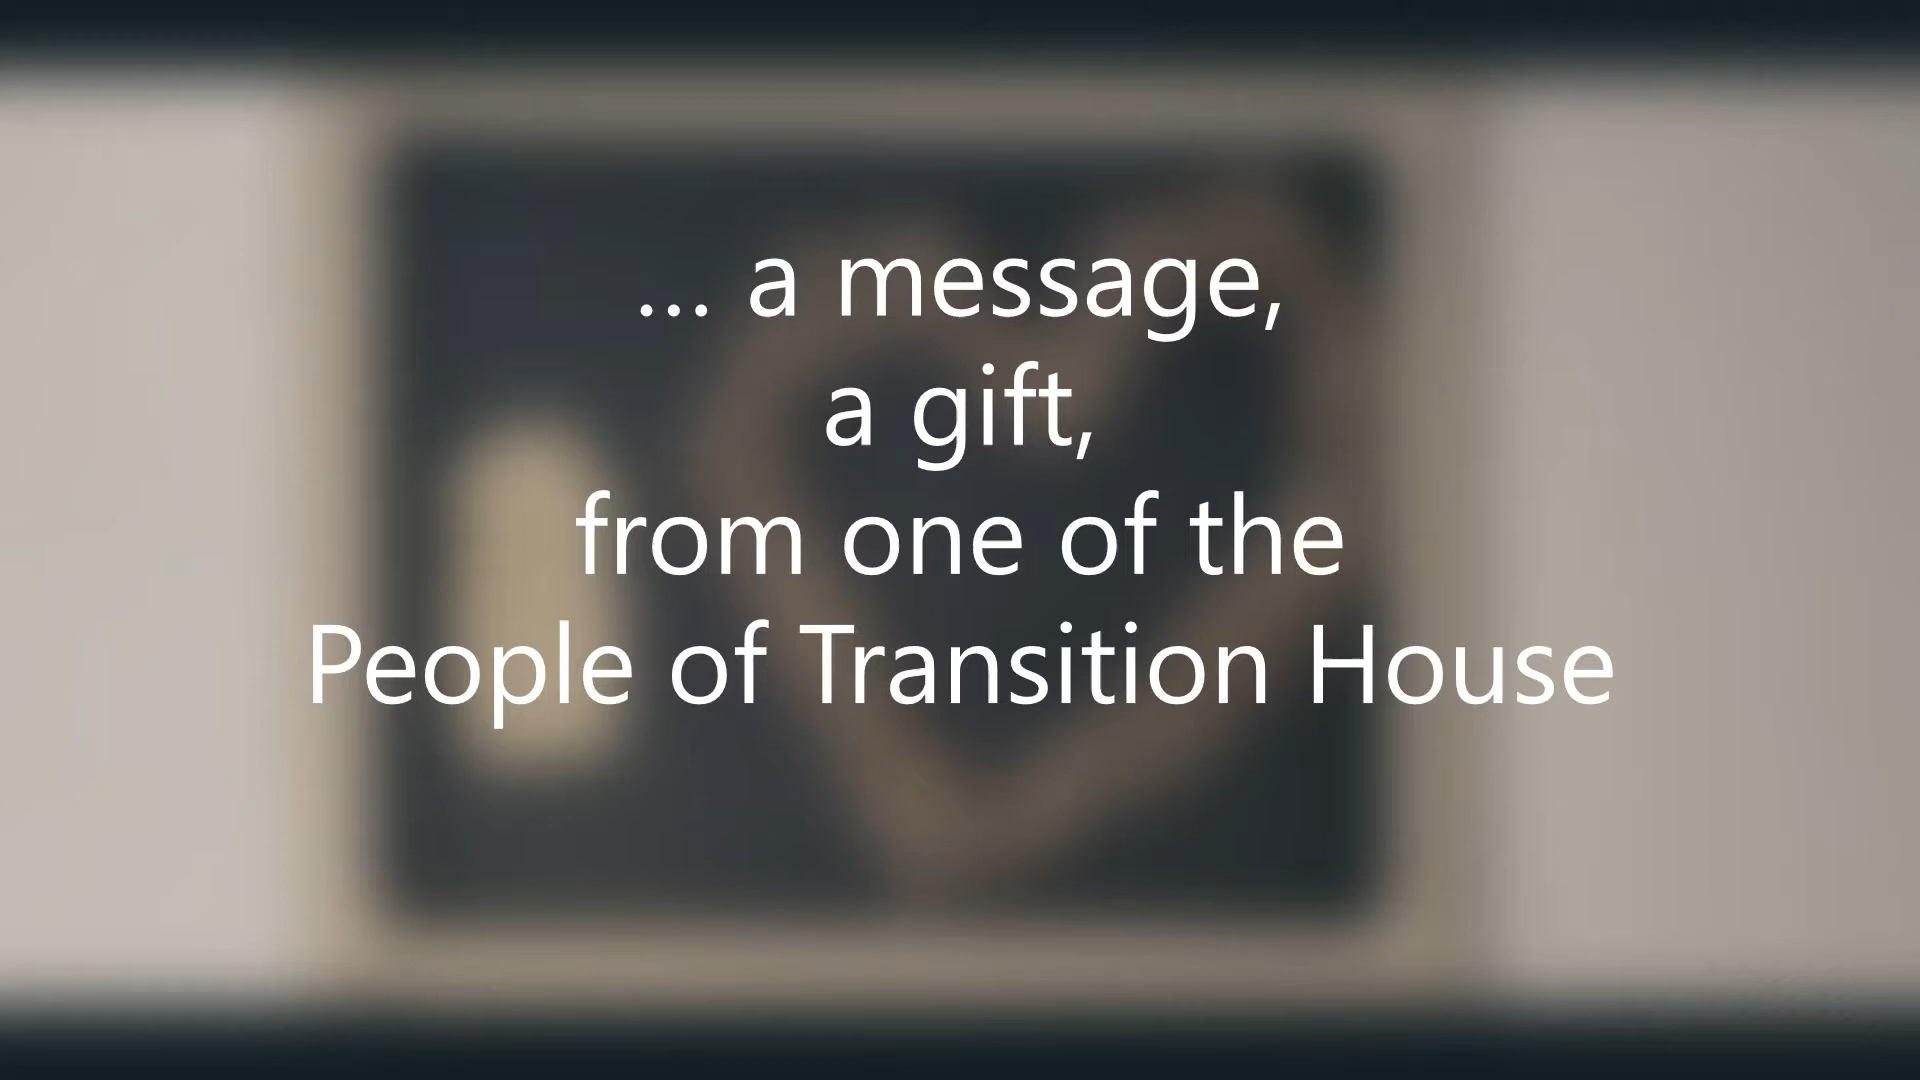 ... a message,
a gift,
from one of the
People of Transition House